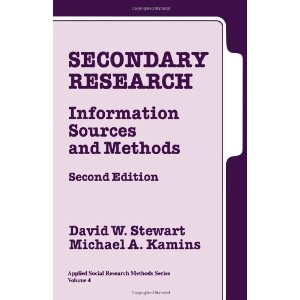 SECONDARY
RESEARCH
Information
Sources
and Methods
Second Edition
David W. Stewart
Michael A. Kamins
Applied Social Research Methods Series
Volume 4